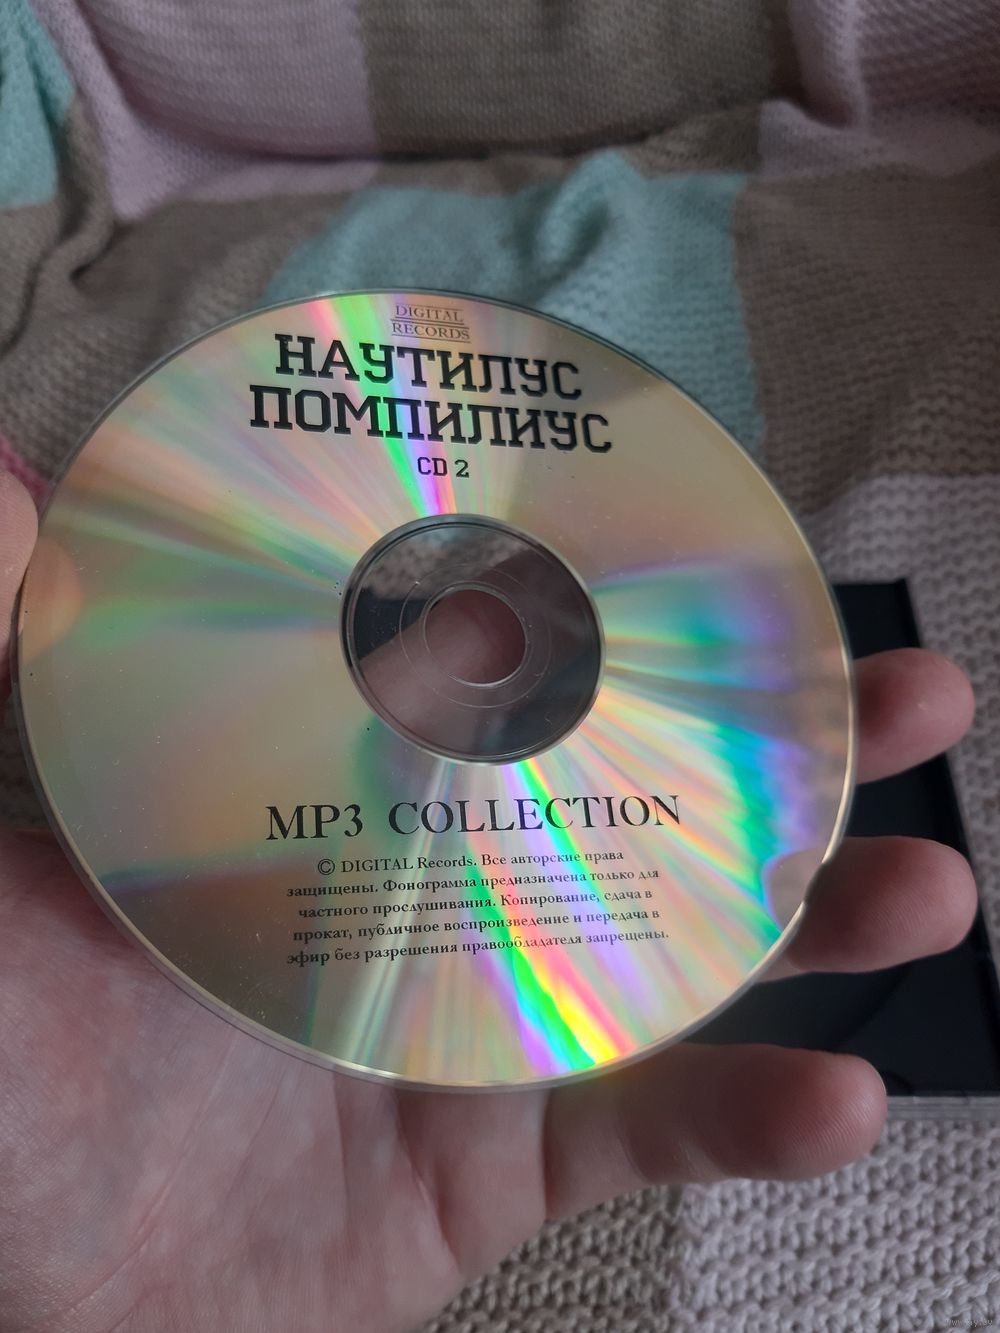 DIGITAL
RECORDS
НАУТИЛУС
ПОМПИЛИУС
CD 2
MP3 COLLECTION
© DIGITAL Records. Все авторские права
защищены. Фонограмма предназначена только для
частного прослушивания. Копирование, сдача в
прокат, публичное воспроизведение и передача в
эфир без разрешения правообладателя запрещены.